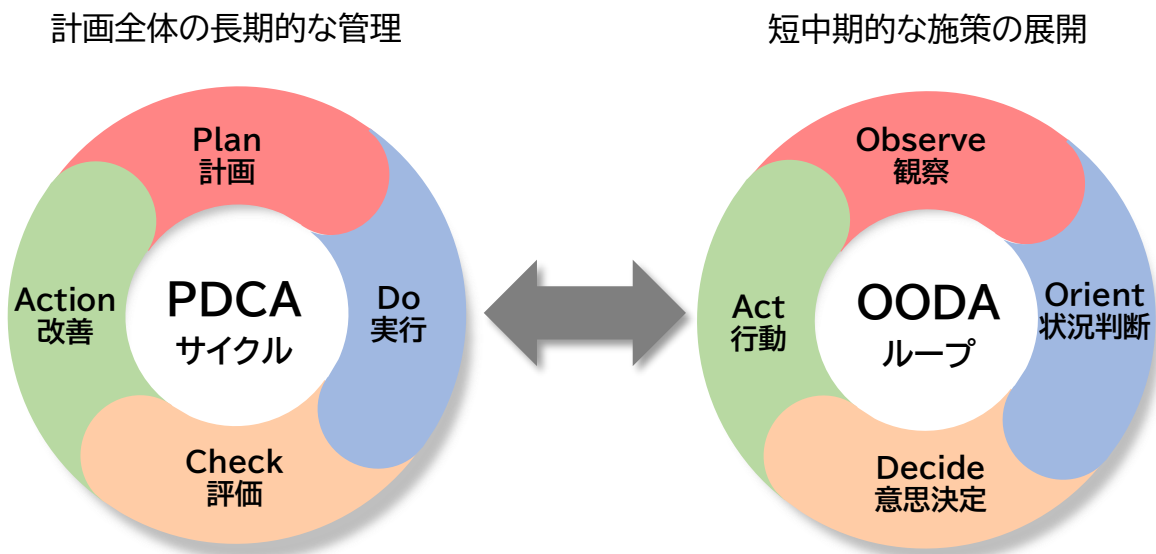 計画全体の長期的な管理
Plan
計画
Do
実行
Check
評価
Action
改善
PDCA
サイクル
短中期的な施策の展開
Observe
観察
Orient
状況判断
Decide
意思決定
Act
行動
OODA
ループ